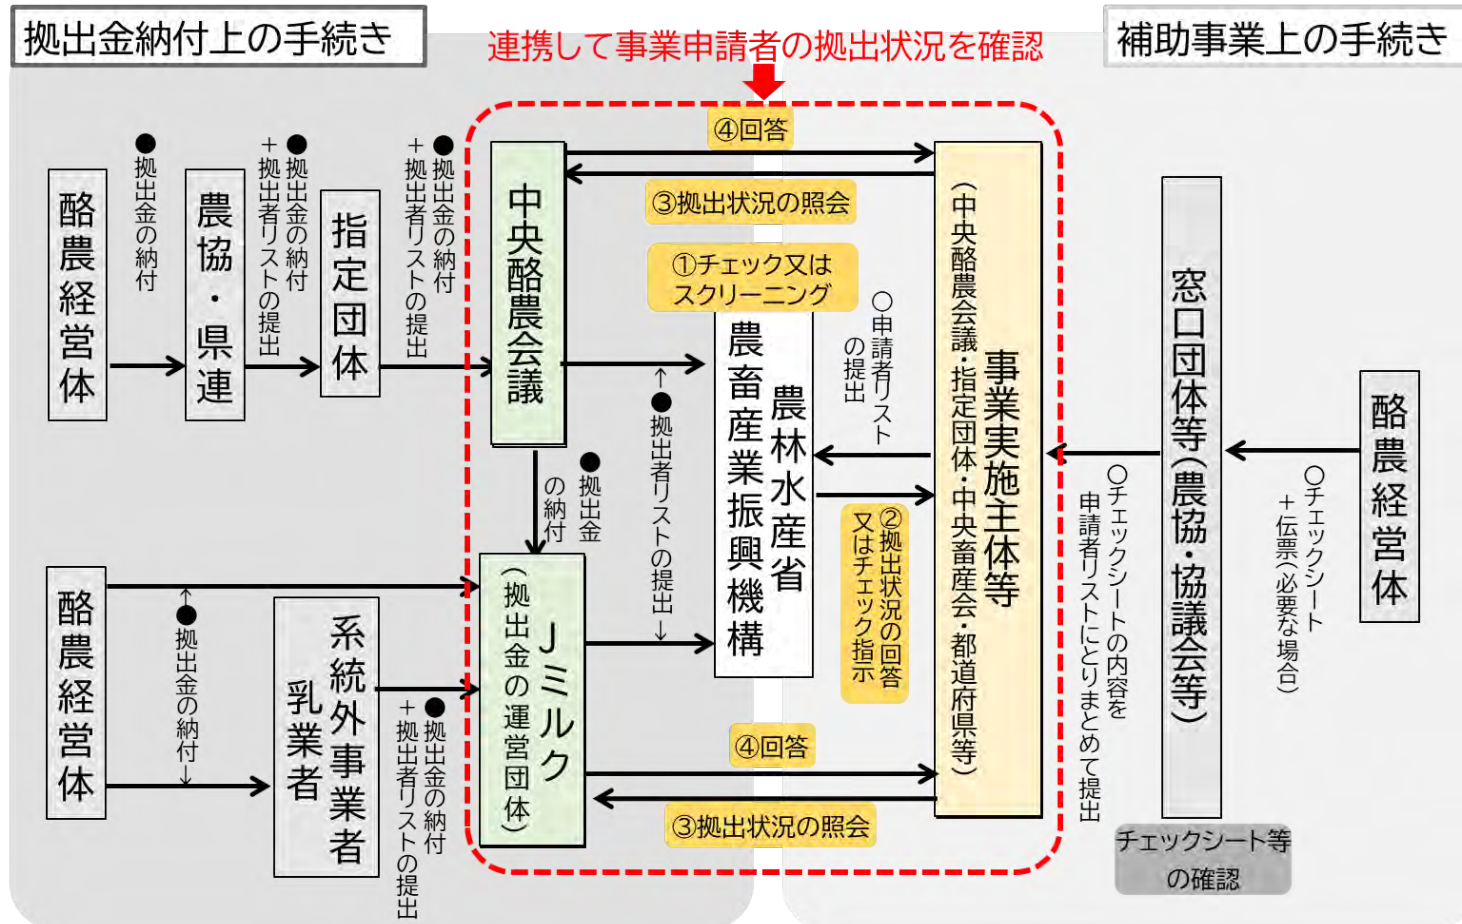 拠出金納付上の手続き
連携して事業申請者の拠出状況を確認
補助事業上の手続き
酪農経営体
●拠出金の納付
農協・県連
●拠出金の納付
＋拠出者リストの提出
指定団体
●拠出金の納付
＋拠出者リストの提出
中央酪農会議
④回答
③拠出状況の照会
①チェック又は
スクリーニング
○申請者リスト
の提出
農林水産省
農畜産業振興機構
←●拠出者リストの提出→
●拠出金
の納付
②拠出状況の回答
又はチェック指示
事業実施主体等
(中央酪農会議・指定団体・中央畜産会・都道府県等)
○チェックシートの内容を
申請者リストにとりまとめて提出
窓口団体等(農協・協議会等)
○チェックシート
＋伝票(必要な場合)
酪農経営体
チェックシート等
の確認
酪農経営体
←●拠出金の納付→
系統外事業者
乳業者
●拠出金の納付
＋拠出者リストの提出
Jミルク
(拠出金の運営団体)
④回答
③拠出状況の照会